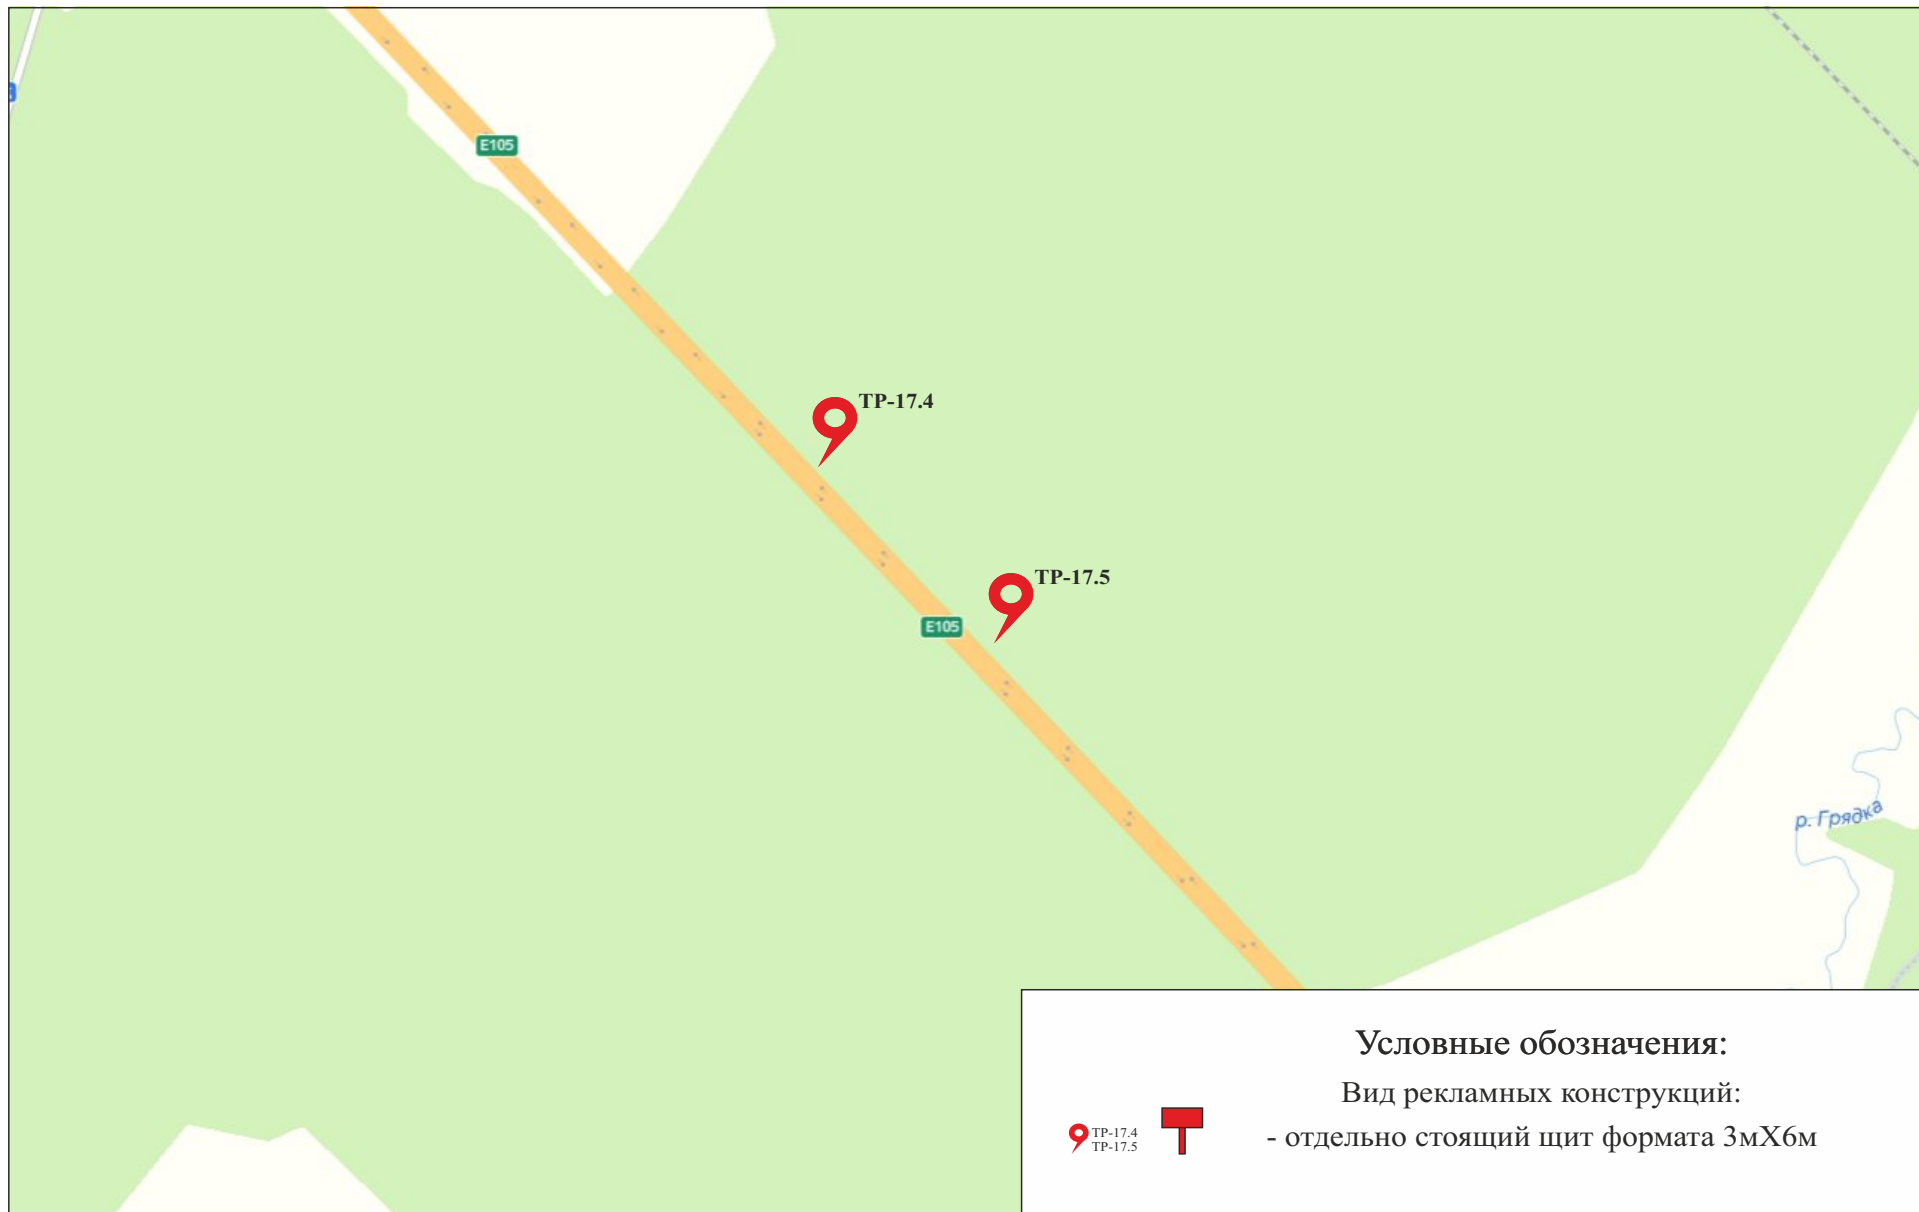 E105
ТР-17.4
ТР-17.5
E105
р. Грядка
Условные обозначения:
Вид рекламных конструкций:
ТР-17.4
ТР-17.5
- отдельно стоящий щит формата 3мХ6м